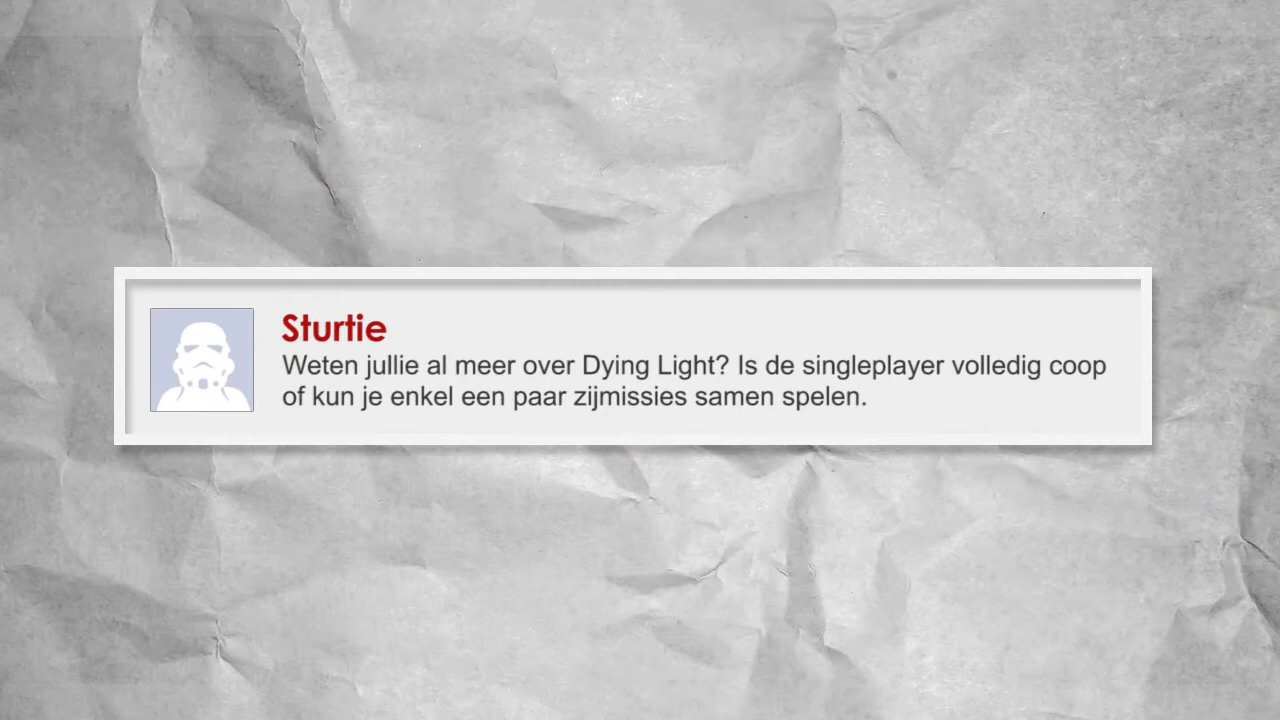 Sturtie
Weten jullie al meer over Dying Light? Is de singleplayer volledig coop
of kun je enkel een paar zijmissies samen spelen.